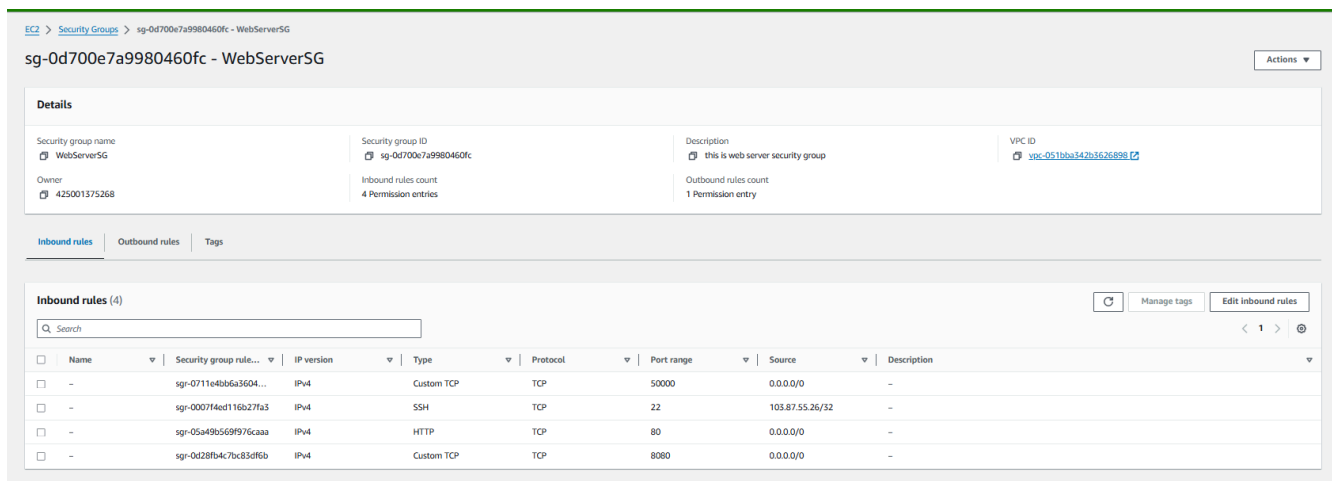 EC2 > Security Groups > sg-0d700e7a9980460fc - WebServerSG
sg-0d700e7a9980460fc - WebServerSG
Actions
Details
Security group name
WebServerSG
Security group ID
sg-0d700e7a9980460fc
Description
this is web server security group
VPC ID
vpc-051bba342b3626898
Owner
425001375268
Inbound rules count
4 Permission entries
Outbound rules count
1 Permission entry
Inbound rules Outbound rules Tags
Inbound rules (4)
Manage tags Edit inbound rules
Search
1
Name Security group rule... IP version Type Protocol Port range Source Description
– sgr-0711e4bb6a3604... IPv4 Custom TCP TCP 50000 0.0.0.0/0 –
– sgr-0007f4ed116b27fa3 IPv4 SSH TCP 22 103.87.55.26/32 –
– sgr-05a49b569f976caaa IPv4 HTTP TCP 80 0.0.0.0/0 –
– sgr-0d28fb4c7bc83df6b IPv4 Custom TCP TCP 8080 0.0.0.0/0 –